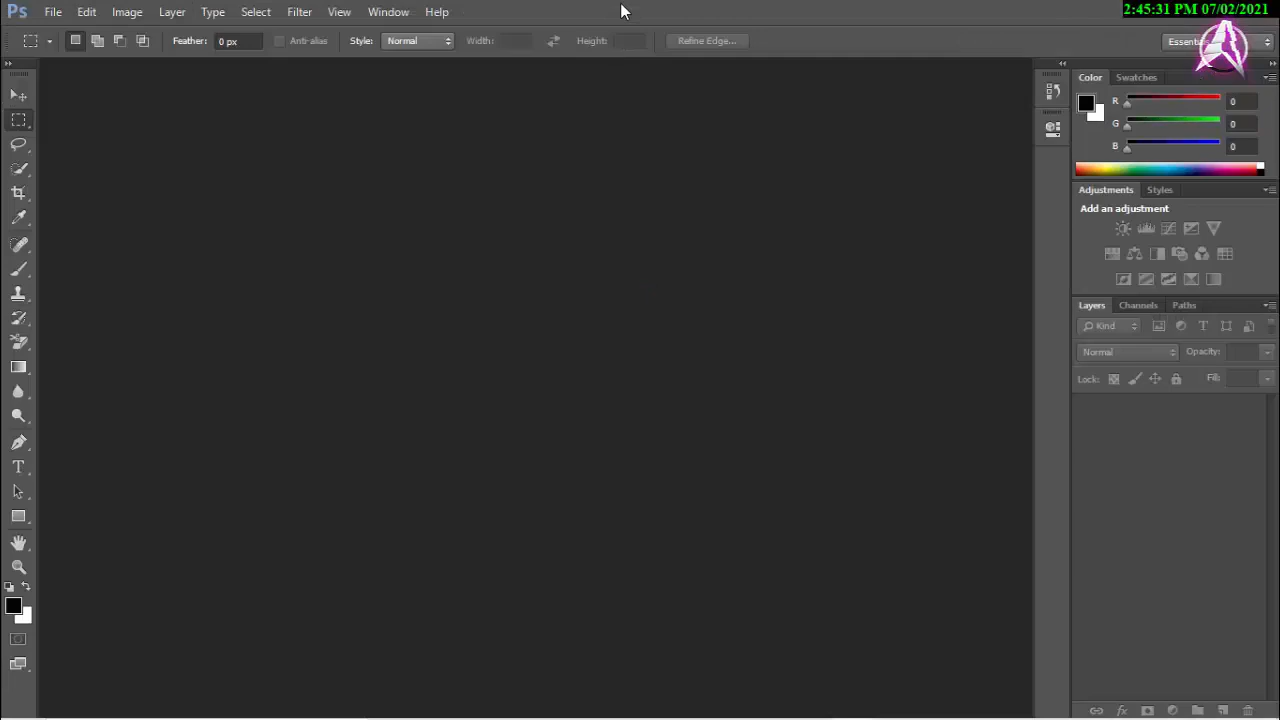 Ps File Edit Image Layer Type Select Filter View Window Help
2:45:31 PM 07/02/2021
Feather: 0 px Anti-alias Style: Normal Width: Height: Refine Edge...
Color Swatches
R 0
G 0
B 0
Adjustments Styles
Add an adjustment
Layers Channels Paths
Kind
Normal Opacity:
Lock: Fill: